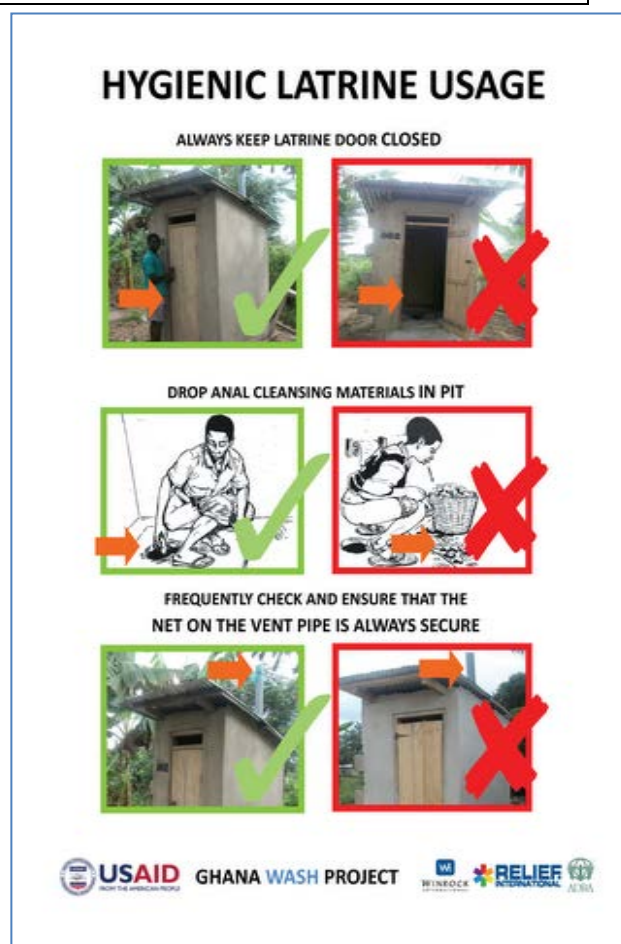 HYGIENIC LATRINE USAGE
ALWAYS KEEP LATRINE DOOR CLOSED
DROP ANAL CLEANSING MATERIALS IN PIT
FREQUENTLY CHECK AND ENSURE THAT THE
NET ON THE VENT PIPE IS ALWAYS SECURE
USAID
FROM THE AMERICAN PEOPLE
GHANA WASH PROJECT
WINROCK
INTERNATIONAL
RELIEF
INTERNATIONAL
ADRA